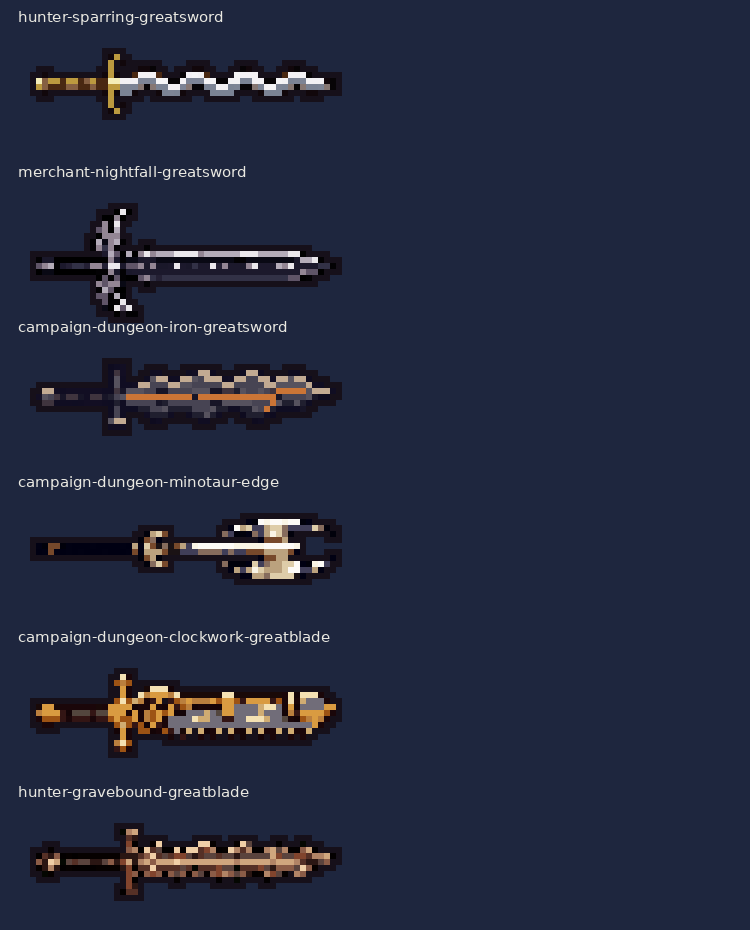 hunter-sparring-greatsword
merchant-nightfall-greatsword
campaign-dungeon-iron-greatsword
campaign-dungeon-minotaur-edge
campaign-dungeon-clockwork-greatblade
hunter-gravebound-greatblade